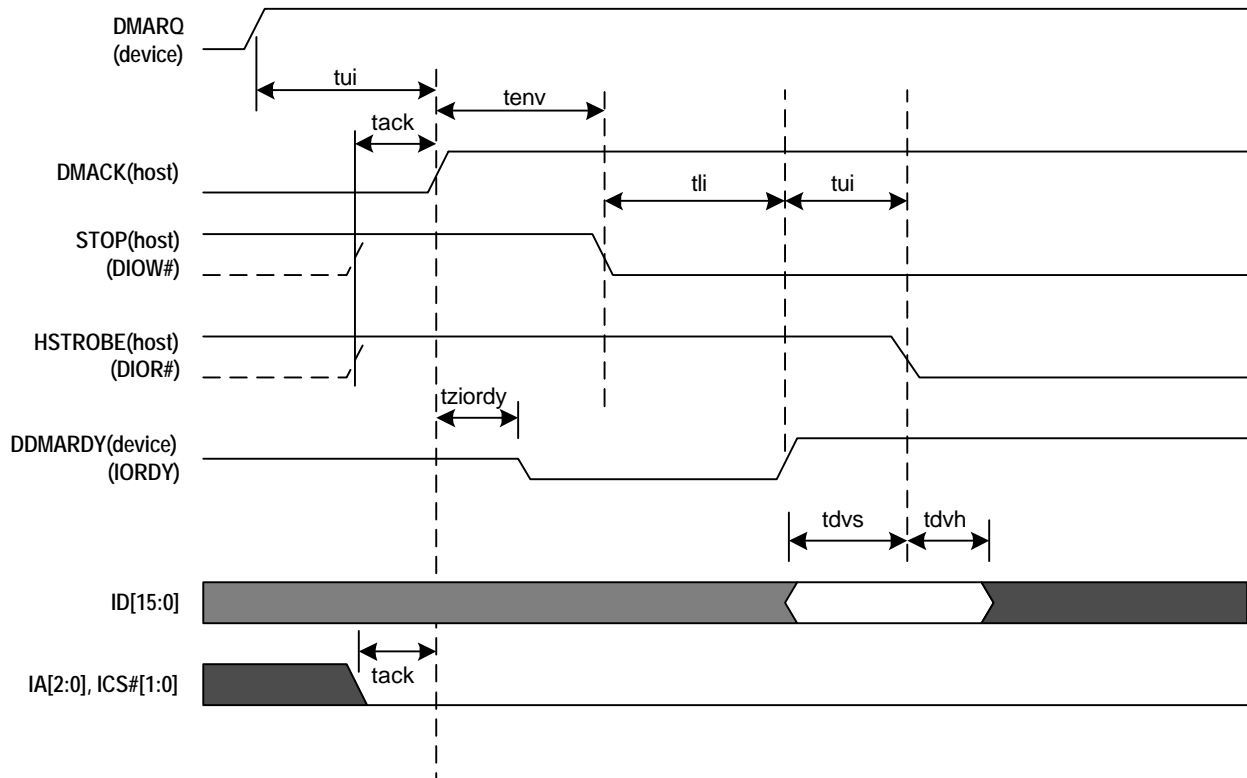 DMARQ
(device)
tui
tenv
tack
DMACK(host)
tli
tui
STOP(host)
(DIOW#)
HSTROBE(host)
(DIOR#)
tziordy
DDMARDY(device)
(IORDY)
tdvs
tdvh
ID[15:0]
tack
IA[2:0], ICS#[1:0]